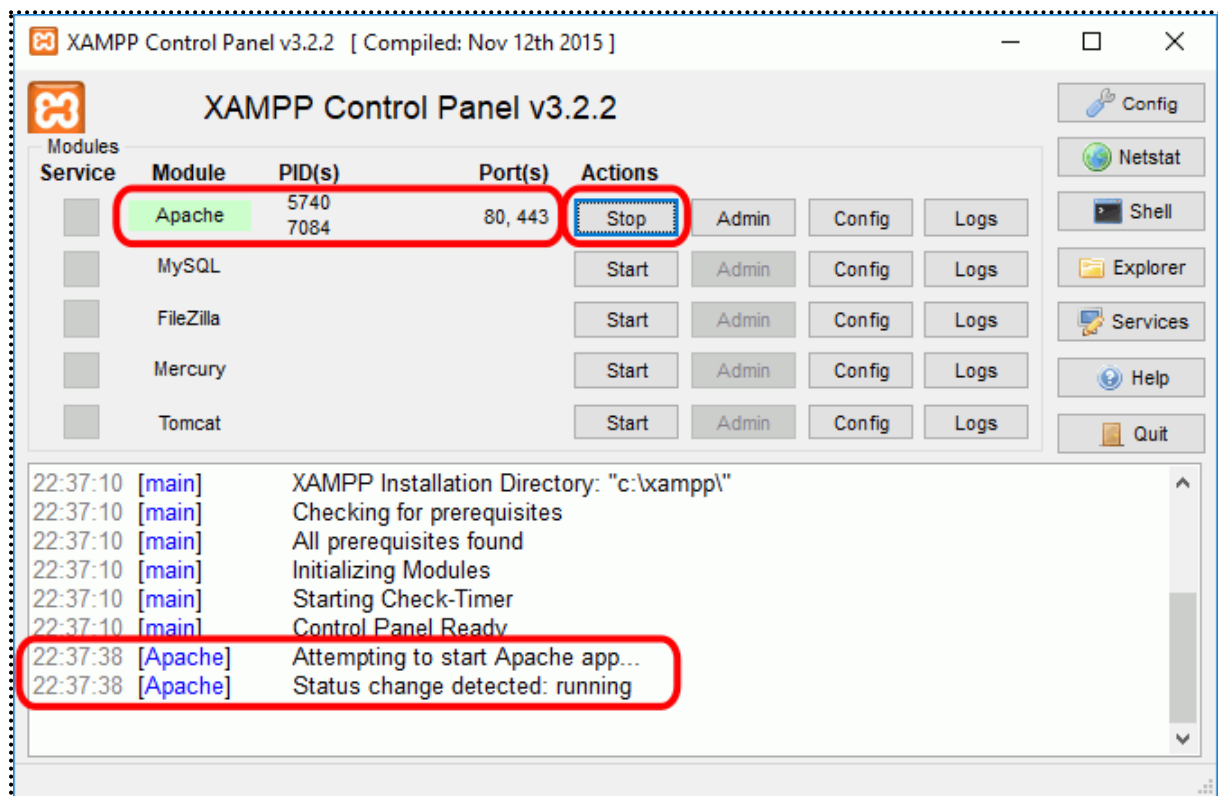 XAMPP Control Panel v3.2.2 [ Compiled: Nov 12th 2015 ]
XAMPP Control Panel v3.2.2
Config
Modules
Netstat
Service Module PID(s) Port(s) Actions
Apache 5740 7084 80, 443 Stop Admin Config Logs
Shell
MySQL Start Admin Config Logs
Explorer
FileZilla Start Admin Config Logs
Services
Mercury Start Admin Config Logs
Help
Tomcat Start Admin Config Logs
Quit
22:37:10 [main] XAMPP Installation Directory: "c:\xampp\"
22:37:10 [main] Checking for prerequisites
22:37:10 [main] All prerequisites found
22:37:10 [main] Initializing Modules
22:37:10 [main] Starting Check-Timer
22:37:10 [main] Control Panel Ready
22:37:38 [Apache] Attempting to start Apache app...
22:37:38 [Apache] Status change detected: running